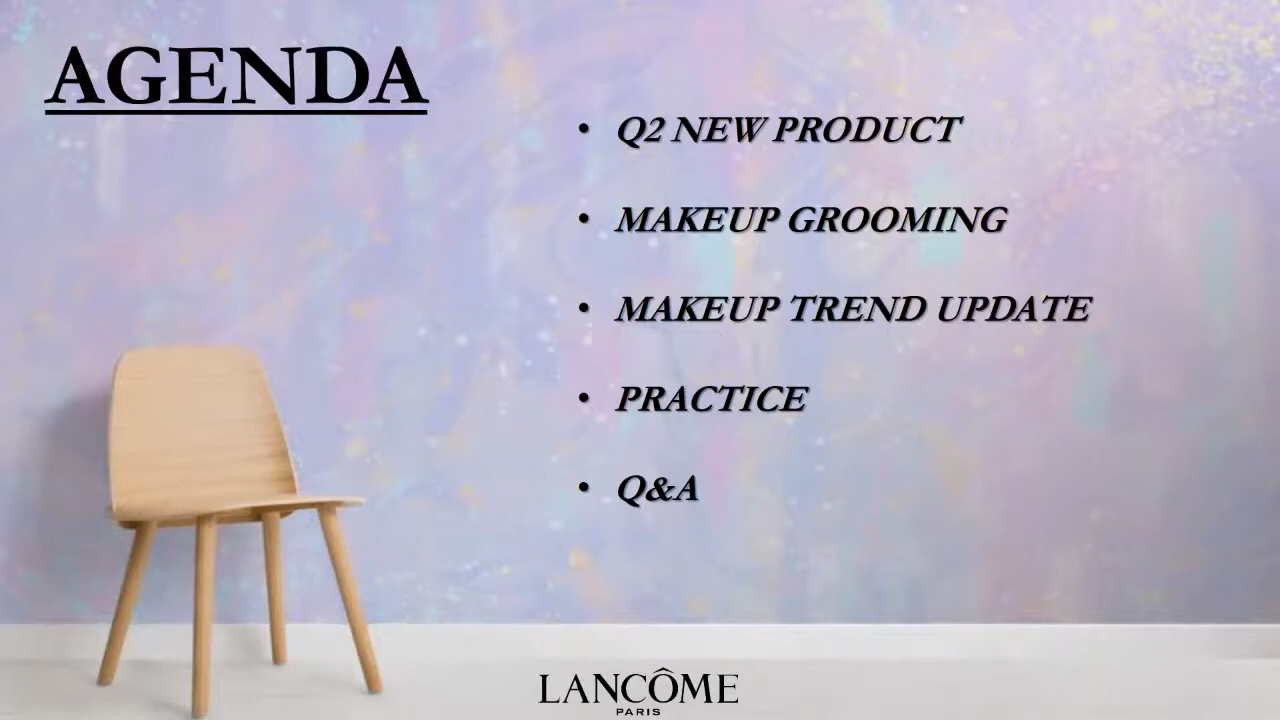 AGENDA
• Q2 NEW PRODUCT
• MAKEUP GROOMING
• MAKEUP TREND UPDATE
• PRACTICE
• Q&A
LANCÔME
PARIS